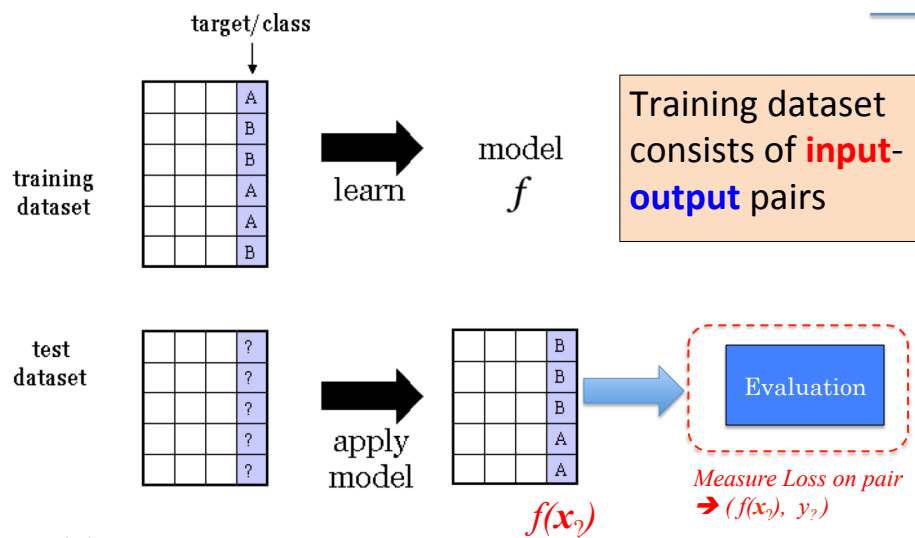 target/class
A
B
B
A
A
B
training
dataset
learn
model
f
Training dataset
consists of input-
output pairs
test
dataset
?
?
?
?
?
apply
model
B
B
B
A
A
f(x?)
Evaluation
Measure Loss on pair
➔ ( f(x?), y? )